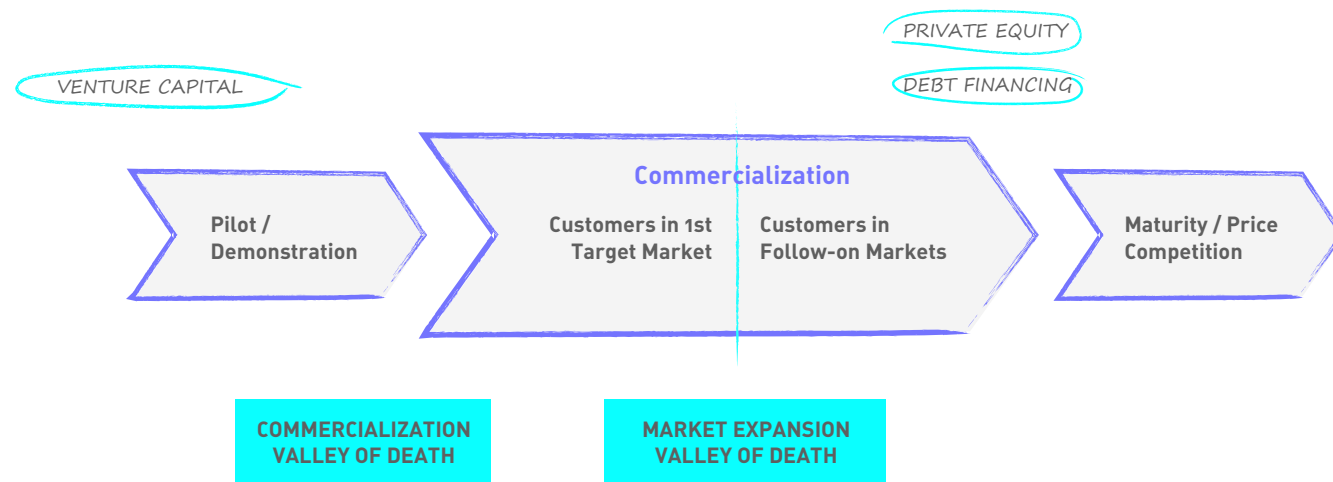 PRIVATE EQUITY
VENTURE CAPITAL
DEBT FINANCING
Commercialization
Pilot /
Demonstration
Customers in 1st
Target Market
Customers in
Follow-on Markets
Maturity / Price
Competition
COMMERCIALIZATION
VALLEY OF DEATH
MARKET EXPANSION
VALLEY OF DEATH